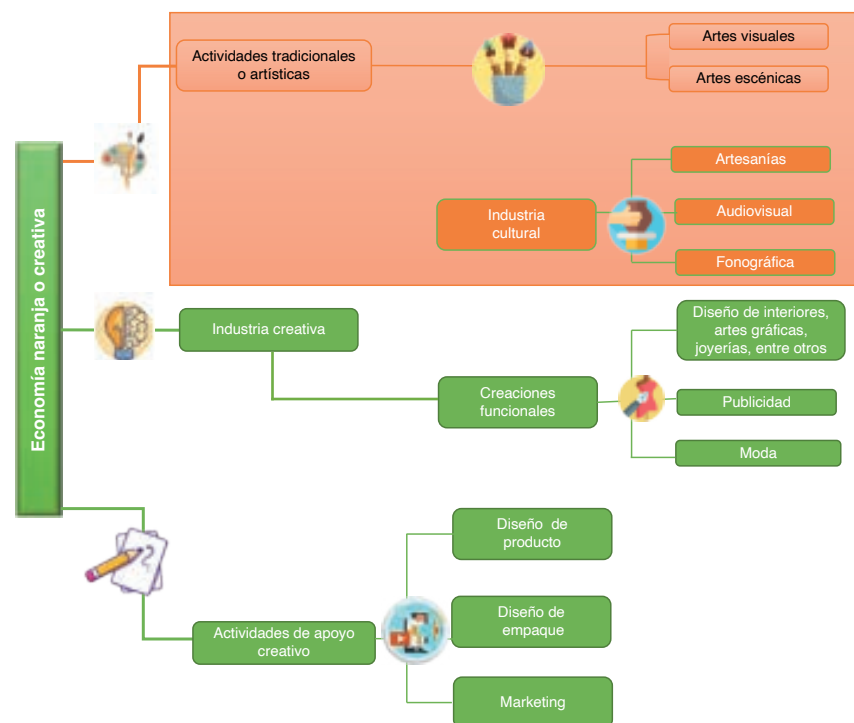 Economía naranja o creativa
Actividades tradicionales
o artísticas
Artes visuales
Artes escénicas
Industria
cultural
Artesanías
Audiovisual
Fonográfica
Industria creativa
Creaciones
funcionales
Diseño de interiores,
artes gráficas,
joyerías, entre otros
Publicidad
Moda
Actividades de apoyo
creativo
Diseño de
producto
Diseño de
empaque
Marketing